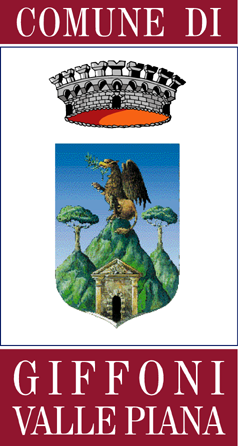 COMUNE DI
GIFFONI
VALLE PIANA